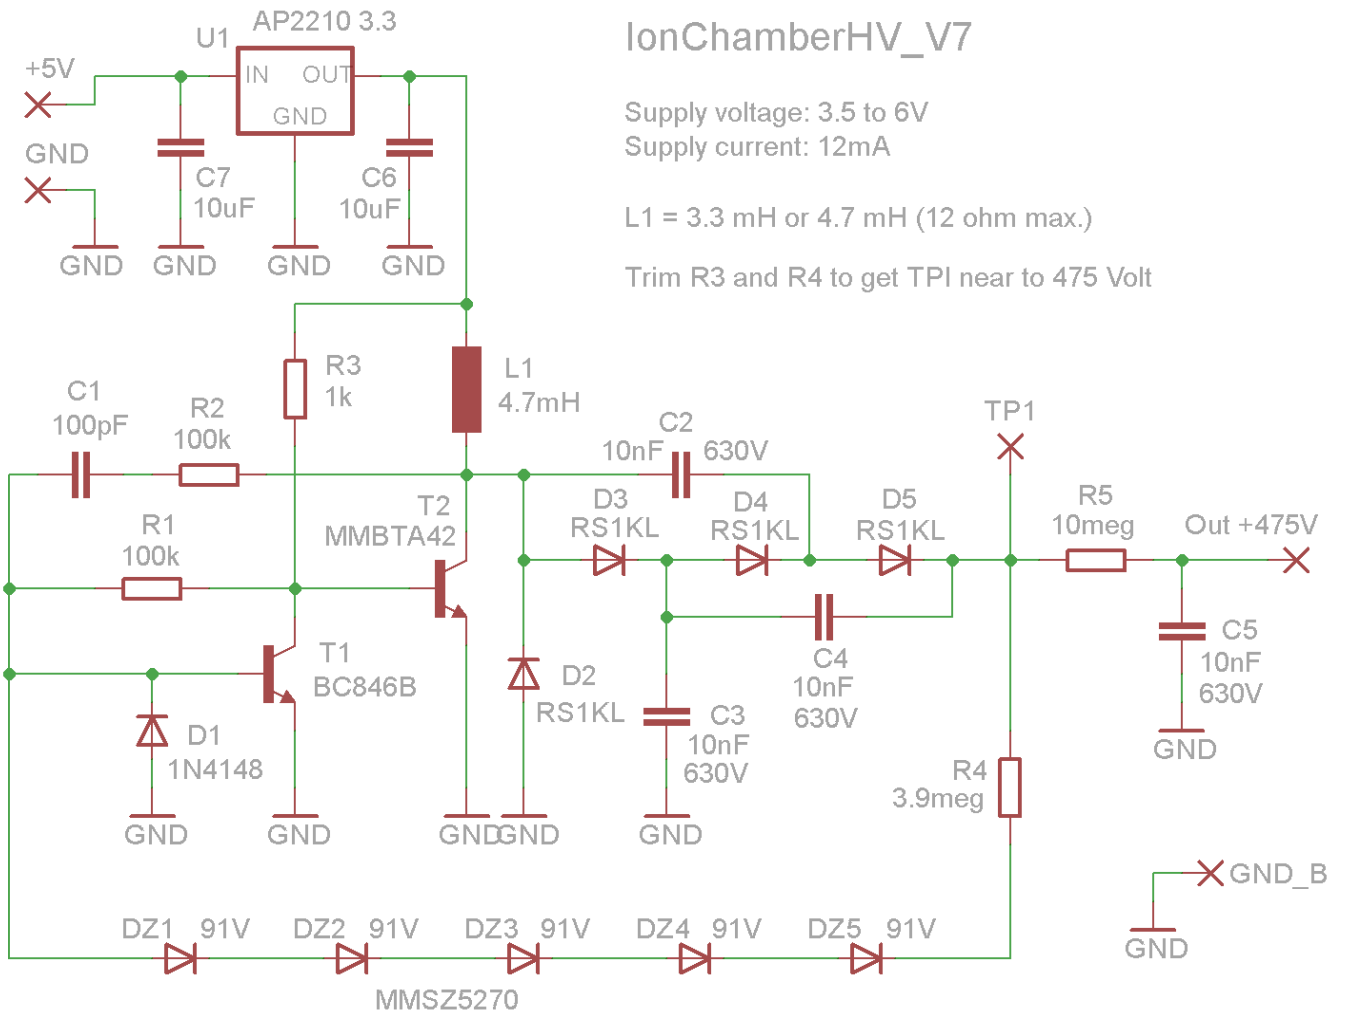 AP2210 3.3
U1
IonChamberHV_V7
+5V
IN
OUT
GND
Supply voltage: 3.5 to 6V
Supply current: 12mA
GND
C7
10uF
C6
10uF
L1 = 3.3 mH or 4.7 mH (12 ohm max.)
GND
GND
GND
GND
Trim R3 and R4 to get TPI near to 475 Volt
R3
1k
L1
4.7mH
C1
100pF
R2
100k
C2
10nF
630V
TP1
T2
MMBTA42
D3
RS1KL
D4
RS1KL
D5
RS1KL
R5
10meg
Out +475V
R1
100k
T1
BC846B
D2
RS1KL
C4
10nF
630V
C5
10nF
630V
D1
1N4148
C3
10nF
630V
GND
R4
3.9meg
GND
GND
GND
GND
GND
GND_B
DZ1
91V
DZ2
91V
DZ3
91V
DZ4
91V
DZ5
91V
GND
MMSZ5270